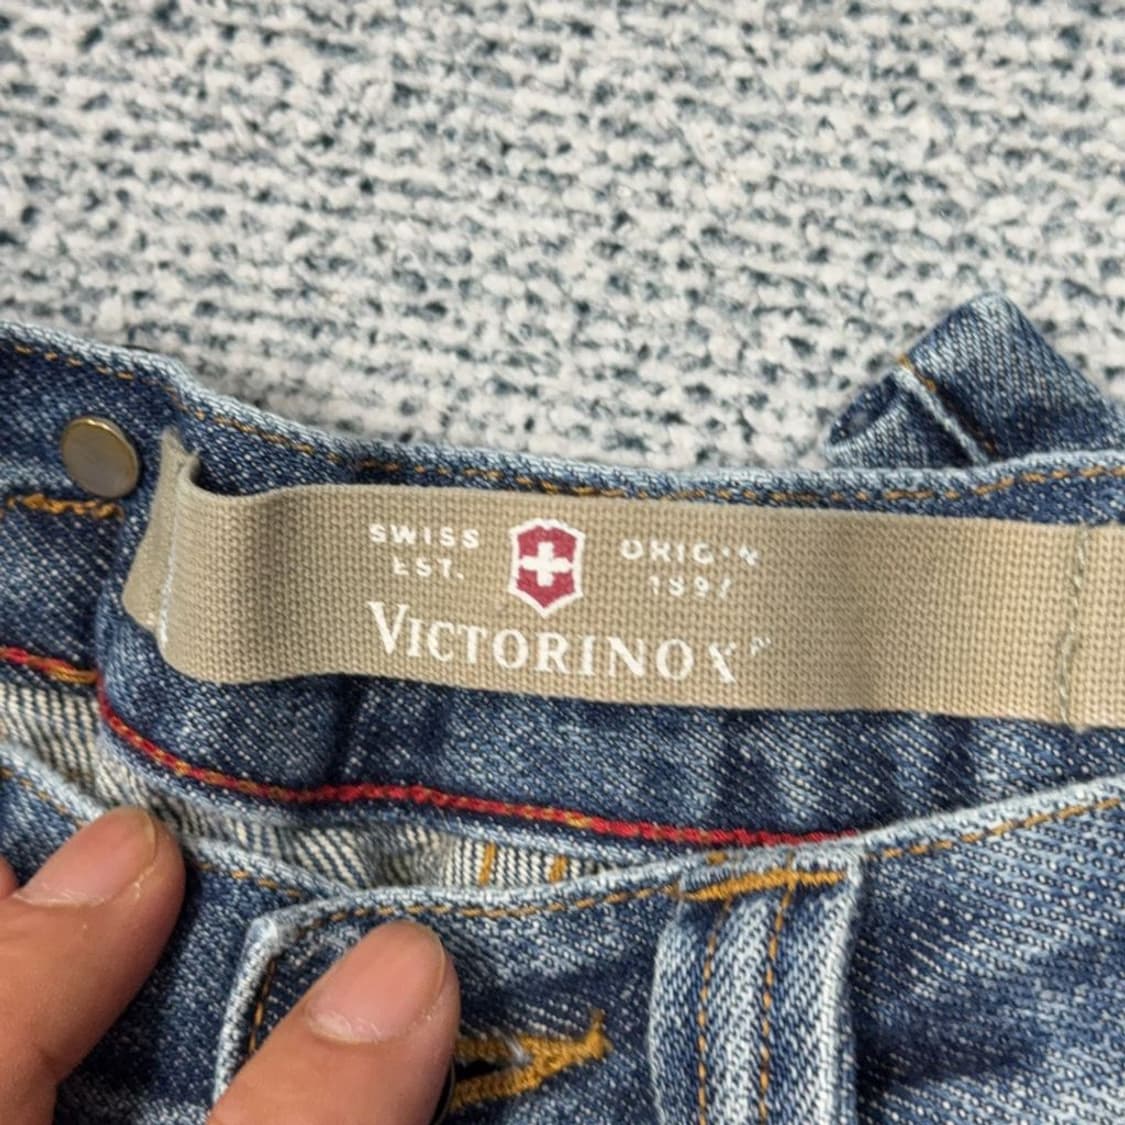 SWISS ORIGIN
EST. 1897
VICTORINOX